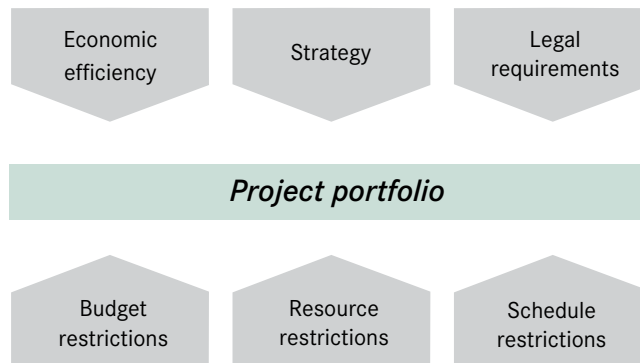 Economic
efficiency
Strategy
Legal
requirements
Project portfolio
Budget
restrictions
Resource
restrictions
Schedule
restrictions